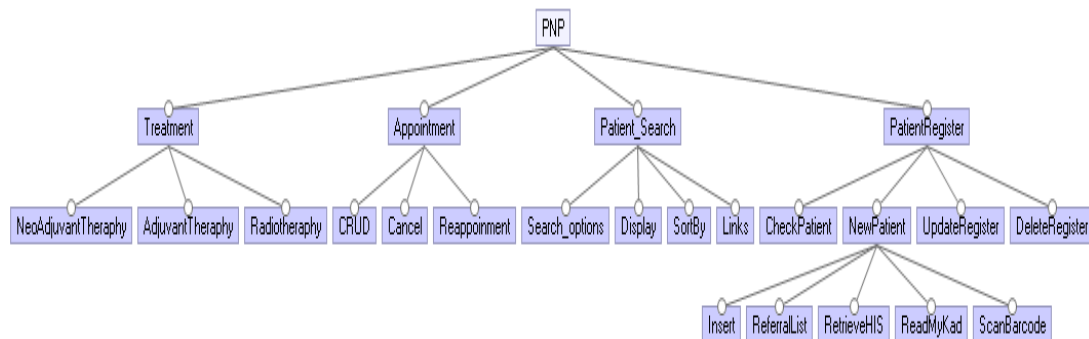 PNP
Treatment Appointment Patient_Search PatientRegister
NeoAdjuvantTheraphy AdjuvantTheraphy Radiotheraphy CRUD Cancel Reappoinment Search_options Display SortBy Links CheckPatient NewPatient UpdateRegister DeleteRegister
Insert ReferralList RetrieveHIS ReadMyKad ScanBarcode